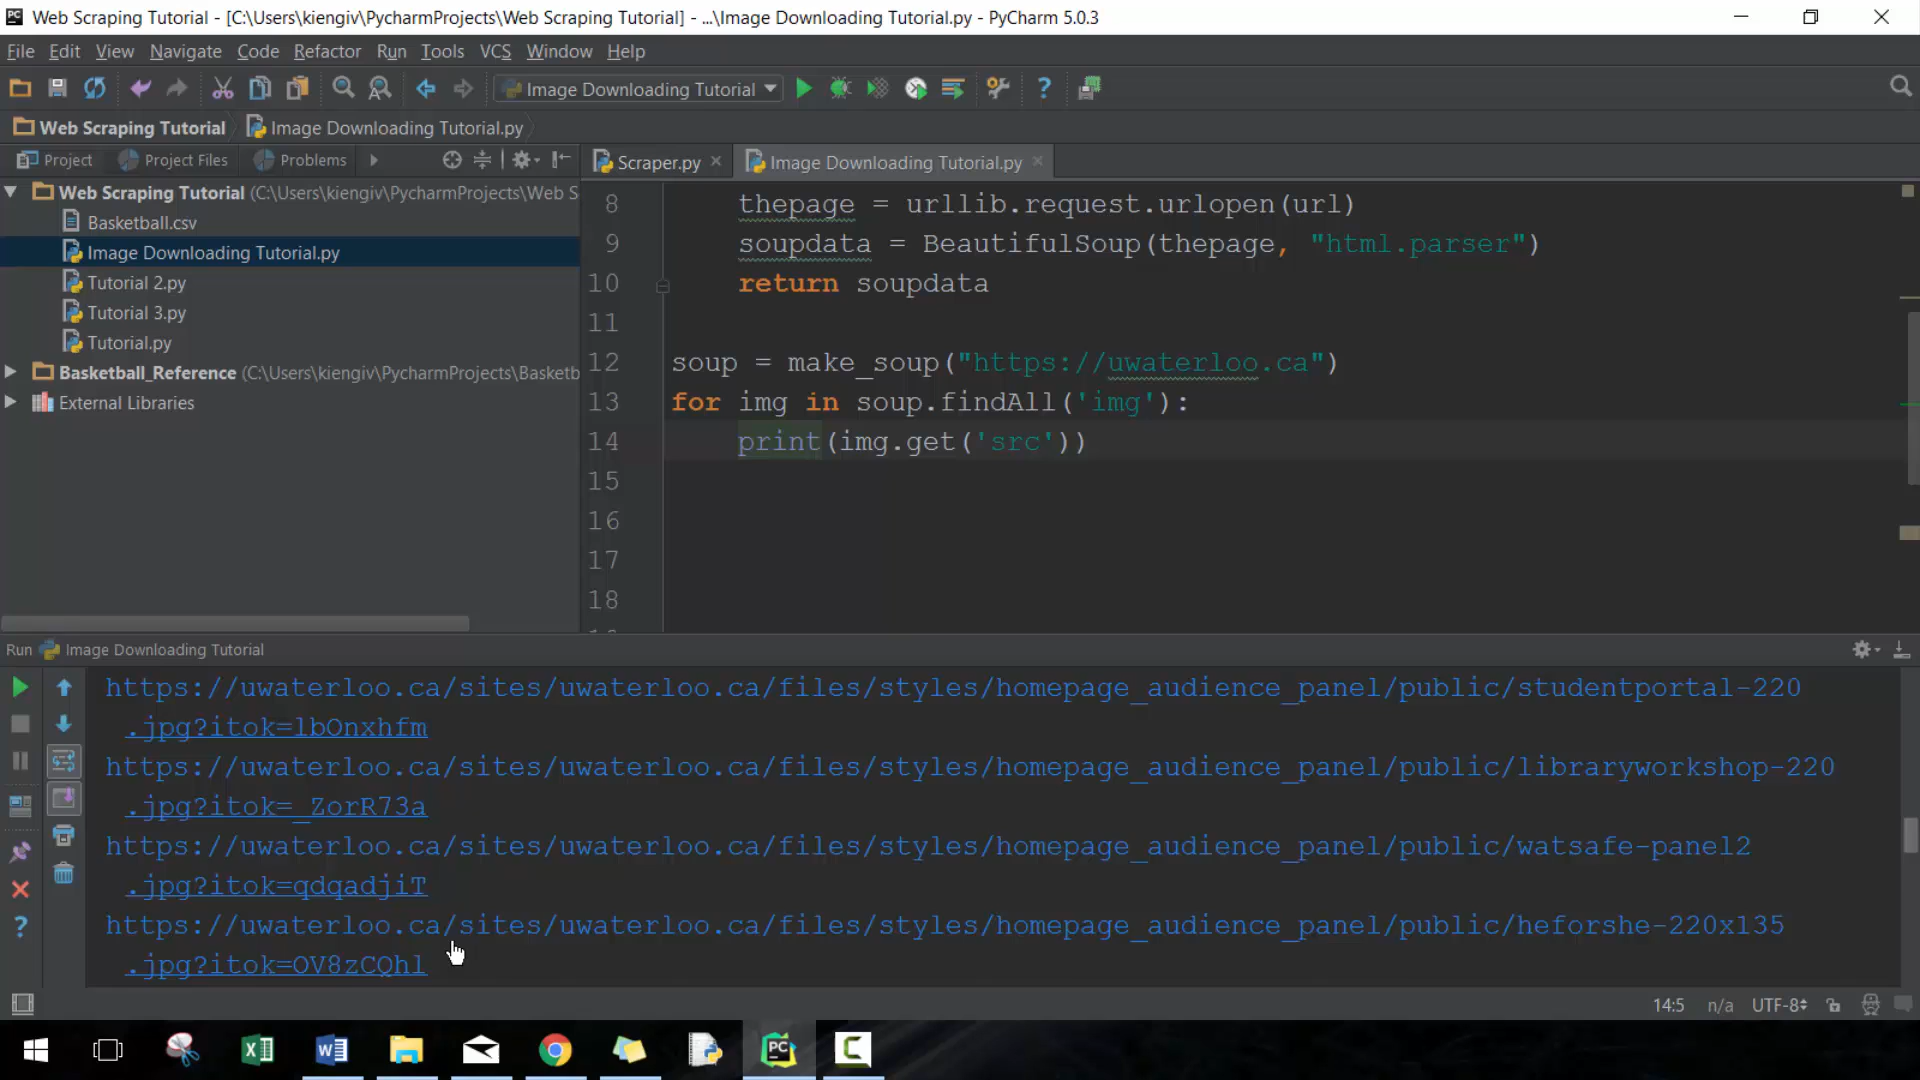 Web Scraping Tutorial - [C:\Users\kiengiv\PycharmProjects\Web Scraping Tutorial] - ...\Image Downloading Tutorial.py - PyCharm 5.0.3
File Edit View Navigate Code Refactor Run Tools VCS Window Help
Image Downloading Tutorial
Web Scraping Tutorial Image Downloading Tutorial.py
Project Project Files Problems
Scraper.py Image Downloading Tutorial.py
Web Scraping Tutorial (C:\Users\kiengiv\PycharmProjects\Web S
Basketball.csv
Image Downloading Tutorial.py
Tutorial 2.py
Tutorial 3.py
Tutorial.py
Basketball_Reference (C:\Users\kiengiv\PycharmProjects\Basketb
External Libraries
8 thepage = urllib.request.urlopen(url)
9 soupdata = BeautifulSoup(thepage, "html.parser")
10 return soupdata
11
12 soup = make_soup("https://uwaterloo.ca")
13 for img in soup.findAll('img'):
14 print(img.get('src'))
15
16
17
18
Run Image Downloading Tutorial
https://uwaterloo.ca/sites/uwaterloo.ca/files/styles/homepage_audience_panel/public/studentportal-220
.jpg?itok=lbOnxhfm
https://uwaterloo.ca/sites/uwaterloo.ca/files/styles/homepage_audience_panel/public/libraryworkshop-220
.jpg?itok=_ZorR73a
https://uwaterloo.ca/sites/uwaterloo.ca/files/styles/homepage_audience_panel/public/watsafe-panel2
.jpg?itok=qdqadjiT
https://uwaterloo.ca/sites/uwaterloo.ca/files/styles/homepage_audience_panel/public/heforshe-220x135
.jpg?itok=OV8zCQhl
14:5 n/a UTF-8